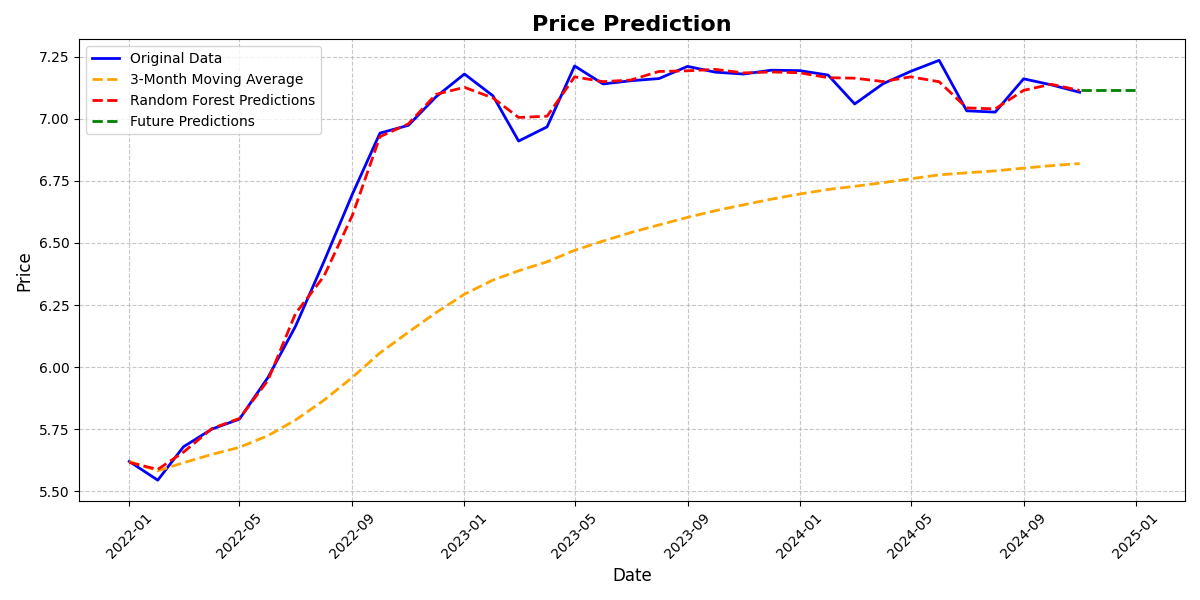 Price Prediction
Original Data
3-Month Moving Average
Random Forest Predictions
Future Predictions
Price
7.25
7.00
6.75
6.50
6.25
6.00
5.75
5.50
2022-01
2022-05
2022-09
2023-01
2023-05
2023-09
2024-01
2024-05
2024-09
2025-01
Date